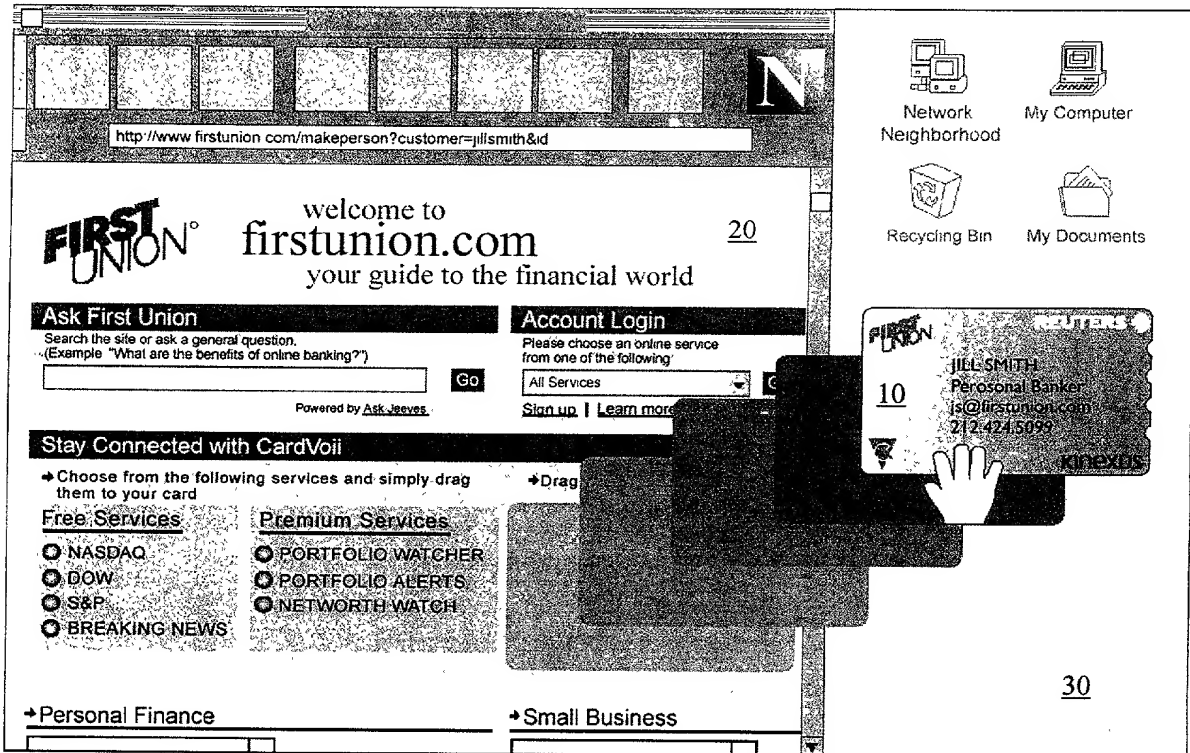 N
http://www firstunion com/makeperson?customer=jillsmith&id
FIRST
UNION
welcome to
firstunion.com
your guide to the financial world
20
Ask First Union
Search the site or ask a general question.
(Example "What are the benefits of online banking?")
Go
Powered by Ask Jeeves
Account Login
Please choose an online service
from one of the following
All Services
G
Sign up | Learn more
Stay Connected with CardVoii
Choose from the following services and simply drag
them to your card
Drag
Free Services
NASDAQ
DOW
S&P
BREAKING NEWS
Premium Services
PORTFOLIO WATCHER
PORTFOLIO ALERTS
NETWORTH WATCH
Personal Finance
Small Business
Network
Neighborhood
My Computer
Recycling Bin
My Documents
FIRST
UNION
REUTERS
10
JILL SMITH
Perosonal Banker
js@firstunion.com
212.424.5099
KINEXUS
30